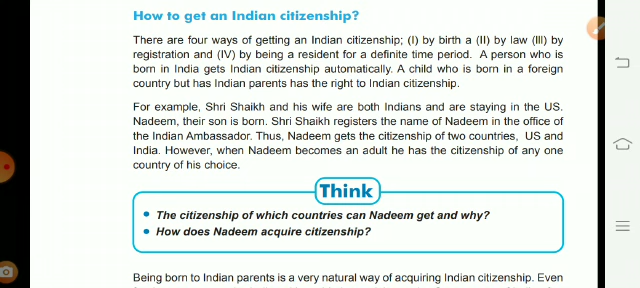 How to get an Indian citizenship?
There are four ways of getting an Indian citizenship; (I) by birth a (II) by law (III) by
registration and (IV) by being a resident for a definite time period. A person who is
born in India gets Indian citizenship automatically. A child who is born in a foreign
country but has Indian parents has the right to Indian citizenship.
For example, Shri Shaikh and his wife are both Indians and are staying in the US.
Nadeem, their son is born. Shri Shaikh registers the name of Nadeem in the office of
the Indian Ambassador. Thus, Nadeem gets the citizenship of two countries, US and
India. However, when Nadeem becomes an adult he has the citizenship of any one
country of his choice.
Think
• The citizenship of which countries can Nadeem get and why?
• How does Nadeem acquire citizenship?
Being born to Indian parents is a very natural way of acquiring Indian citizenship. Even